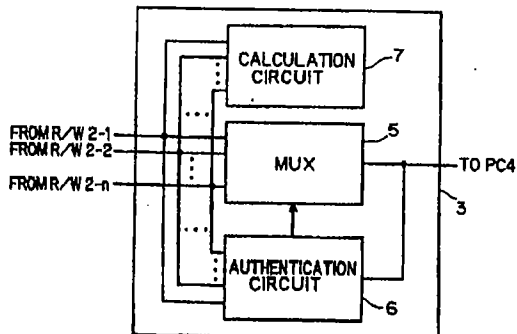 CALCULATION
CIRCUIT
7
5
FROM R/W 2-1
FROM R/W 2-2
MUX
TO PC4
FROM R/W 2-n
3
AUTHENTICATION
CIRCUIT
6